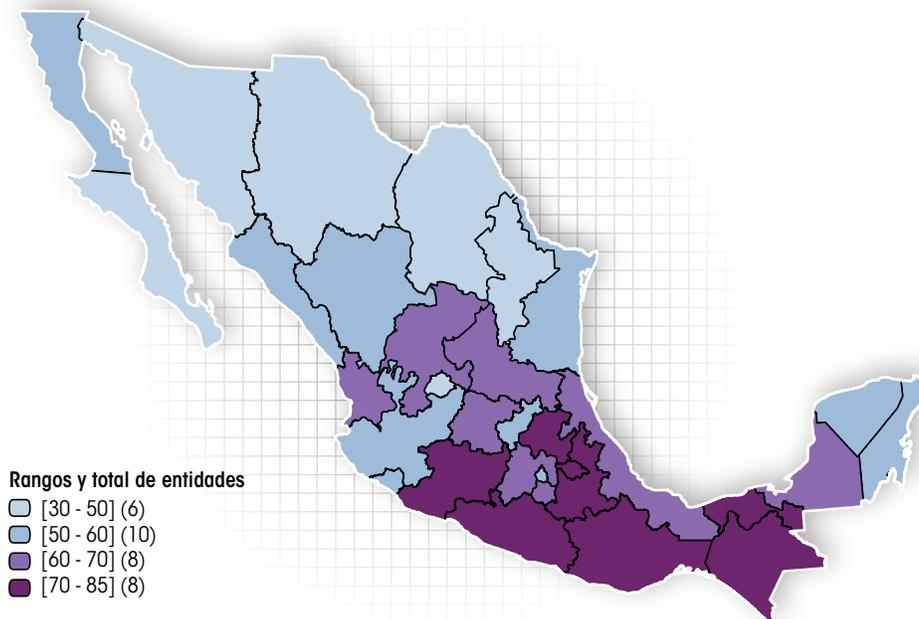 Rangos y total de entidades
[30 - 50] (6)
[50 - 60] (10)
[60 - 70] (8)
[70 - 85] (8)